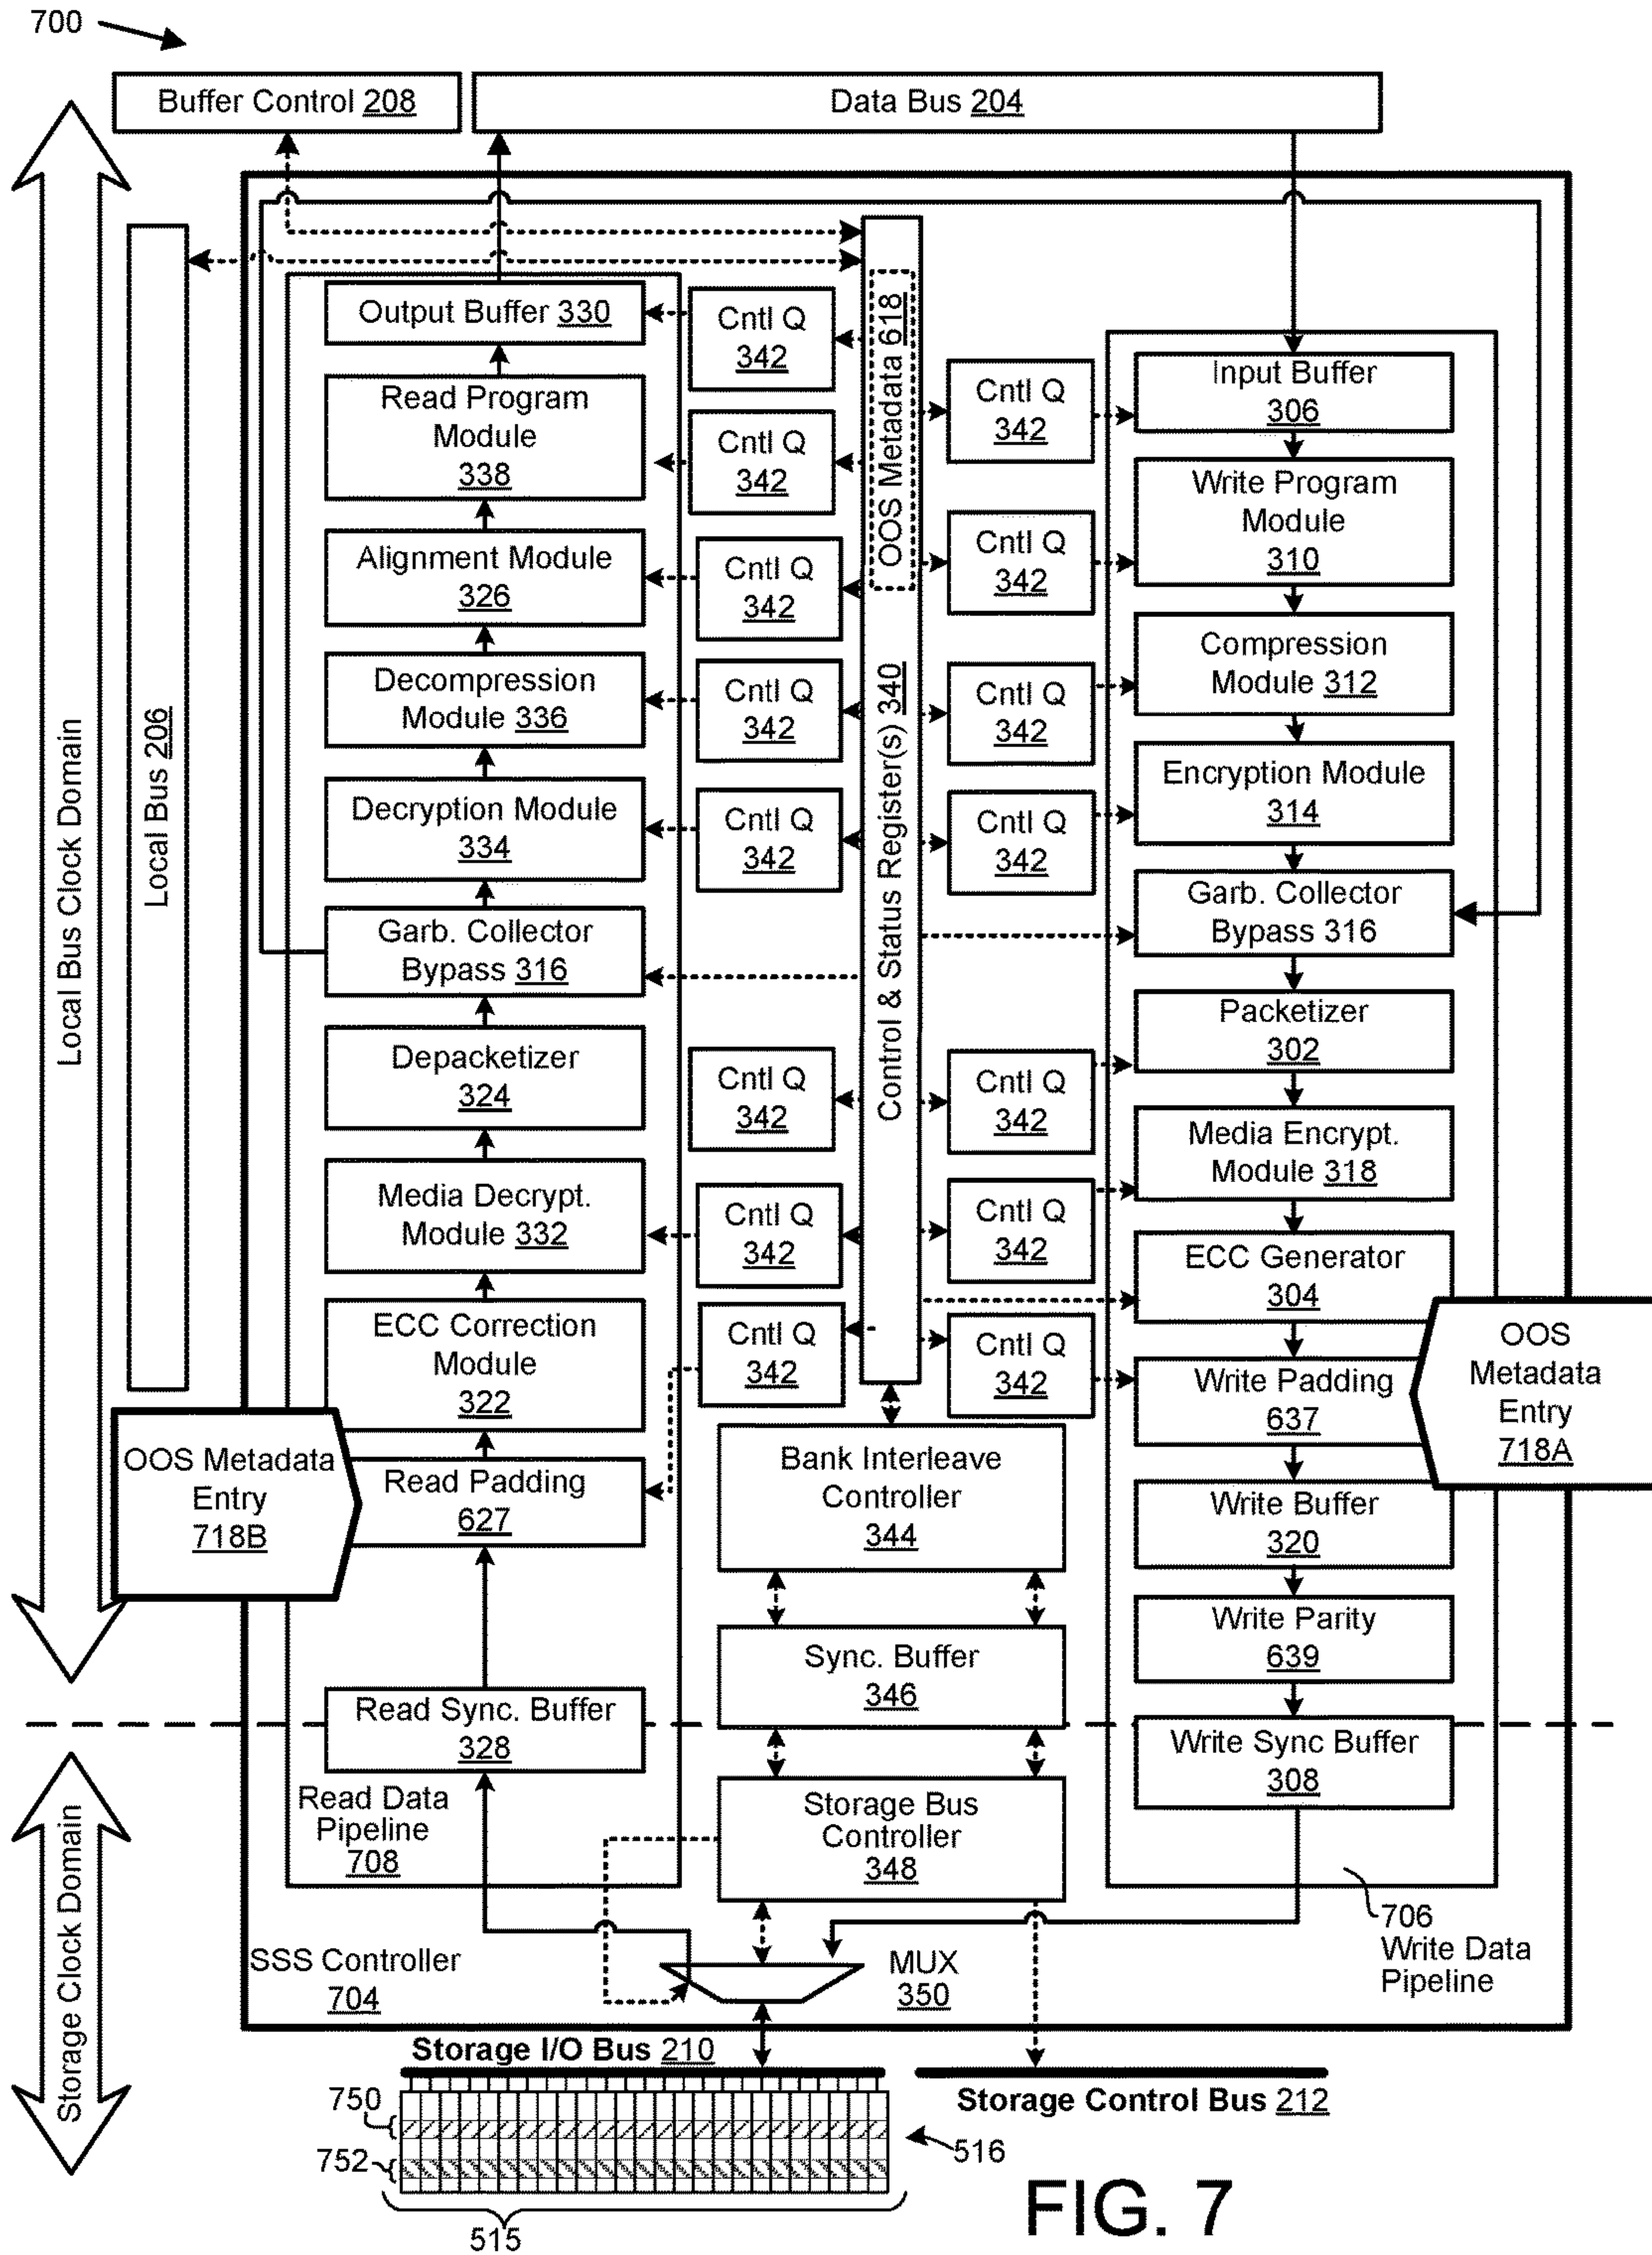 700
Buffer Control 208
Data Bus 204
Local Bus Clock Domain
Local Bus 206
Output Buffer 330
Read Program
Module
338
Alignment Module
326
Decompression
Module 336
Decryption Module
334
Garb. Collector
Bypass 316
Depacketizer
324
Media Decrypt.
Module 332
ECC Correction
Module
322
OOS Metadata
Entry
718B
Read Padding
627
Read Sync. Buffer
328
Read Data
Pipeline
708
Cntl Q
342
Cntl Q
342
Cntl Q
342
Cntl Q
342
Cntl Q
342
Cntl Q
342
Cntl Q
342
Cntl Q
342
OOS Metadata 618
Control & Status Register(s) 340
Cntl Q
342
Cntl Q
342
Cntl Q
342
Cntl Q
342
Cntl Q
342
Cntl Q
342
Cntl Q
342
Input Buffer
306
Write Program
Module
310
Compression
Module 312
Encryption Module
314
Garb. Collector
Bypass 316
Packetizer
302
Media Encrypt.
Module 318
ECC Generator
304
Write Padding
637
OOS
Metadata
Entry
718A
Write Buffer
320
Write Parity
639
Write Sync Buffer
308
Bank Interleave
Controller
344
Sync. Buffer
346
Storage Bus
Controller
348
706
Write Data
Pipeline
Storage Clock Domain
SSS Controller
704
MUX
350
Storage I/O Bus 210
Storage Control Bus 212
750
752
516
515
FIG. 7